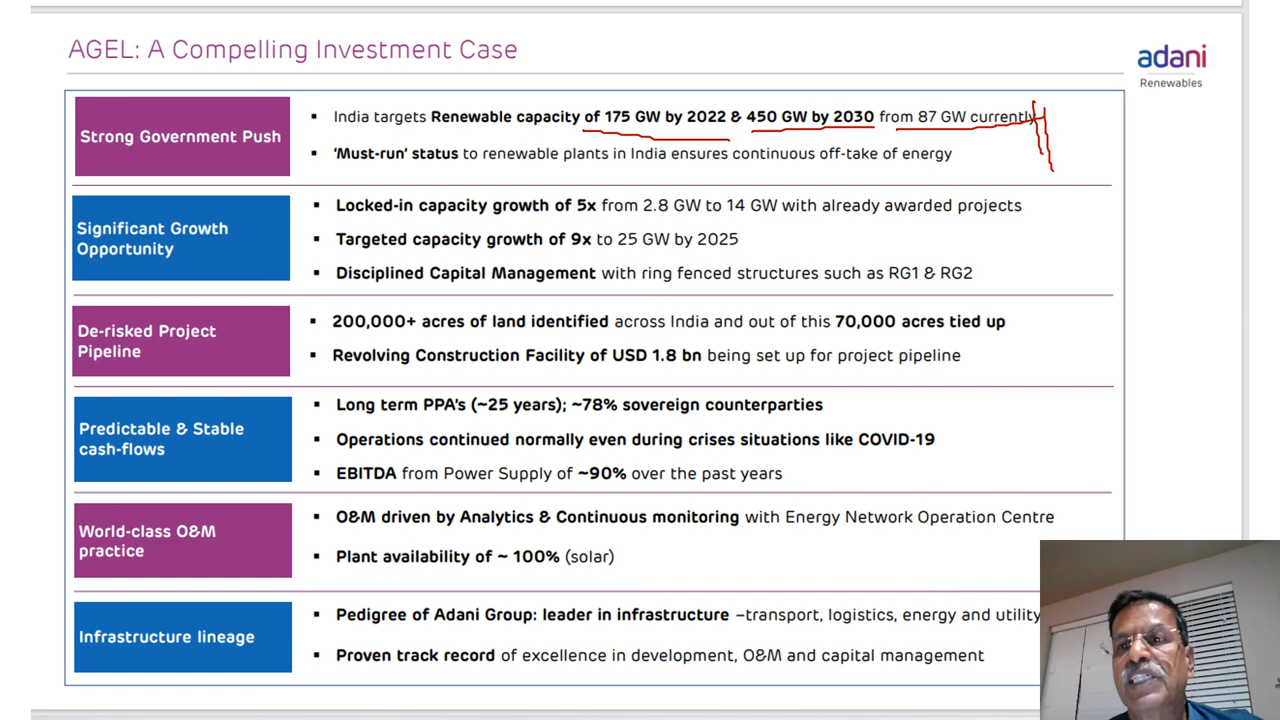 AGEL: A Compelling Investment Case
adani
Renewables
Strong Government Push
▪ India targets Renewable capacity of 175 GW by 2022 & 450 GW by 2030 from 87 GW currently
▪ 'Must-run' status to renewable plants in India ensures continuous off-take of energy
Significant Growth
Opportunity
▪ Locked-in capacity growth of 5x from 2.8 GW to 14 GW with already awarded projects
▪ Targeted capacity growth of 9x to 25 GW by 2025
▪ Disciplined Capital Management with ring fenced structures such as RG1 & RG2
De-risked Project
Pipeline
▪ 200,000+ acres of land identified across India and out of this 70,000 acres tied up
▪ Revolving Construction Facility of USD 1.8 bn being set up for project pipeline
Predictable & Stable
cash-flows
▪ Long term PPA's (~25 years); ~78% sovereign counterparties
▪ Operations continued normally even during crises situations like COVID-19
▪ EBITDA from Power Supply of ~90% over the past years
World-class O&M
practice
▪ O&M driven by Analytics & Continuous monitoring with Energy Network Operation Centre
▪ Plant availability of ~ 100% (solar)
Infrastructure lineage
▪ Pedigree of Adani Group: leader in infrastructure –transport, logistics, energy and utility
▪ Proven track record of excellence in development, O&M and capital management